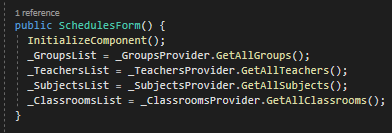 1 reference
public SchedulesForm() {
InitializeComponent();
_GroupsList = _GroupsProvider.GetAllGroups();
_TeachersList = _TeachersProvider.GetAllTeachers();
_SubjectsList = _SubjectsProvider.GetAllSubjects();
_ClassroomsList = _ClassroomsProvider.GetAllClassrooms();
}